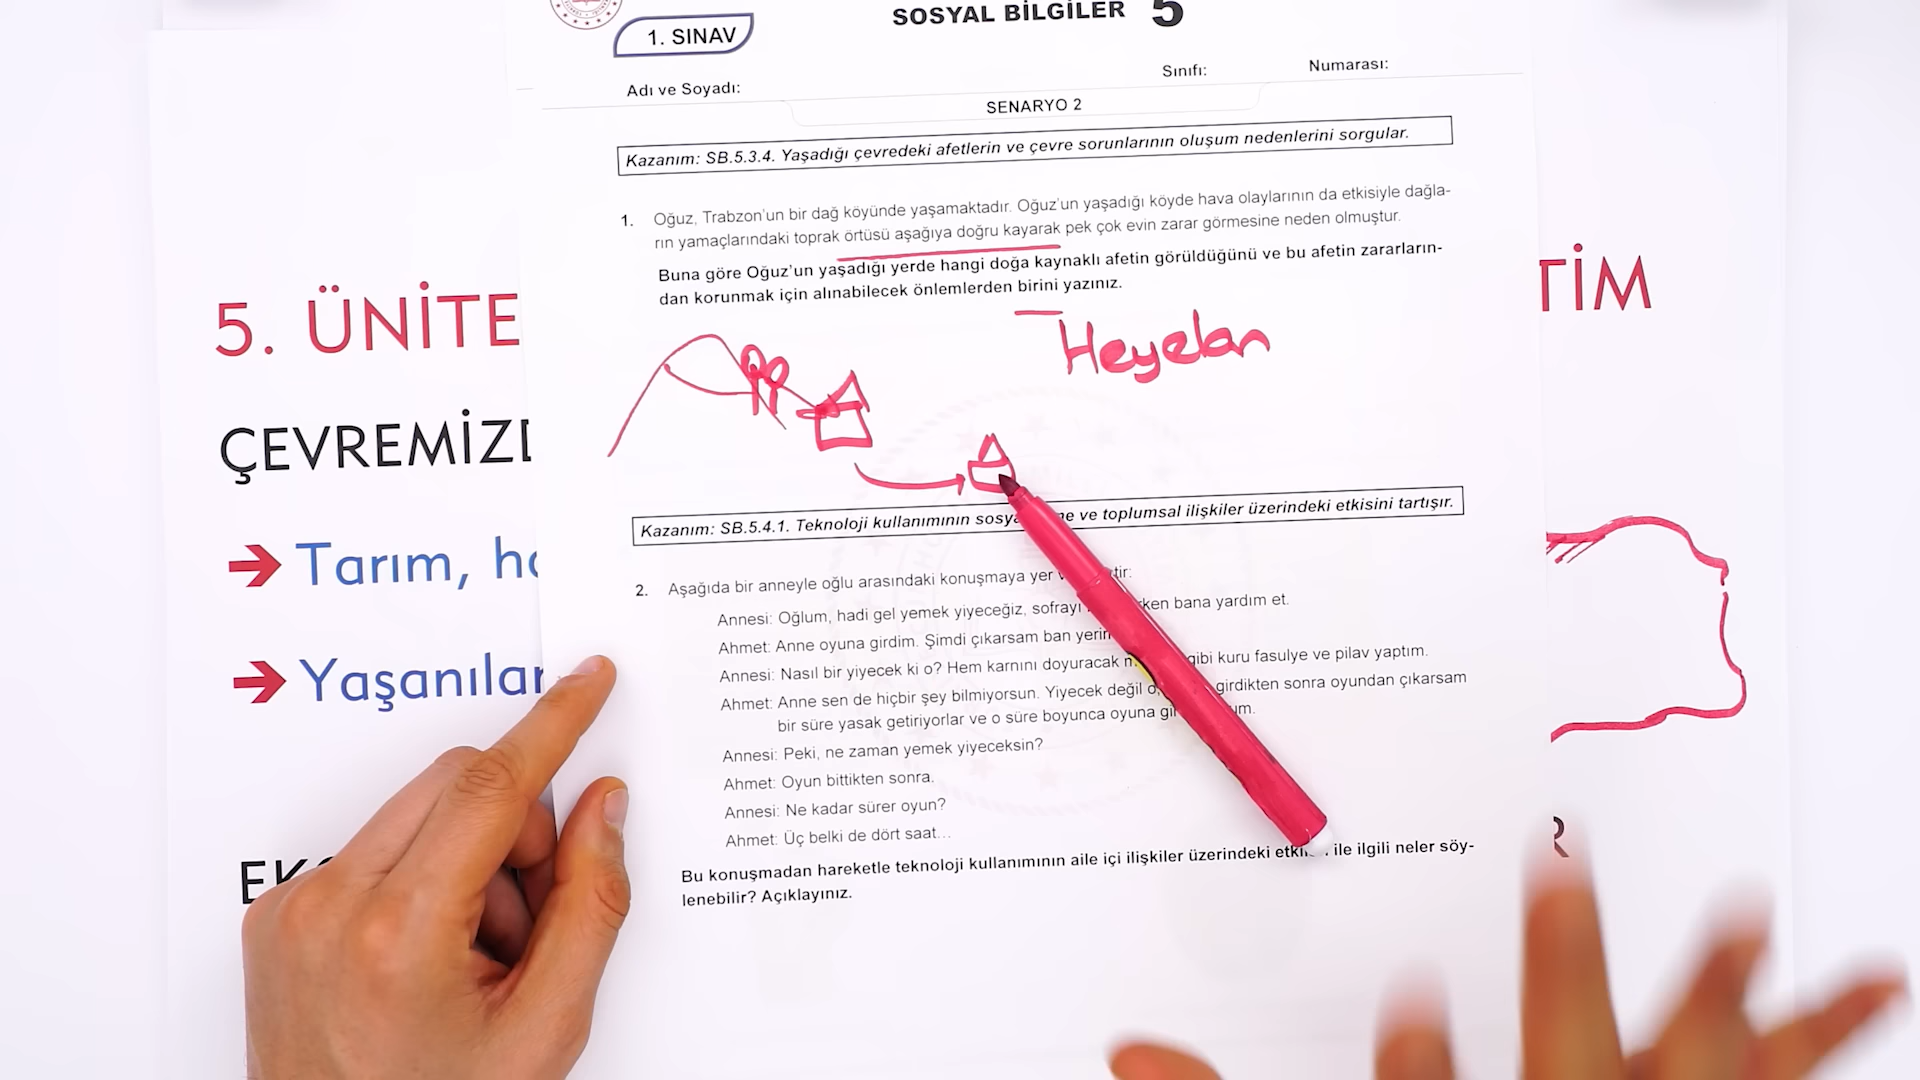 SOSYAL BİLGİLER 5
1. SINAV
Adı ve Soyadı:
Sınıfı:
Numarası:
SENARYO 2
Kazanım: SB.5.3.4. Yaşadığı çevredeki afetlerin ve çevre sorunlarının oluşum nedenlerini sorgular.
1. Oğuz, Trabzon'un bir dağ köyünde yaşamaktadır. Oğuz'un yaşadığı köyde hava olaylarının da etkisiyle dağla-
rın yamaçlarındaki toprak örtüsü aşağıya doğru kayarak pek çok evin zarar görmesine neden olmuştur.
Buna göre Oğuz'un yaşadığı yerde hangi doğa kaynaklı afetin görüldüğünü ve bu afetin zararların-
dan korunmak için alınabilecek önlemlerden birini yazınız.
Heyelan
Kazanım: SB.5.4.1. Teknoloji kullanımının ve toplumsal ilişkiler üzerindeki etkisini tartışır.
2. Aşağıda bir anneyle oğlu arasındaki konuşmaya yer
Annesi: Oğlum, hadi gel yemek yiyeceğiz, sofrayı bana yardım et.
Ahmet: Anne oyuna girdim. Şimdi çıkarsam ban
Annesi: Nasıl bir yiyecek ki o? Hem karnını doyuracak gibi kuru fasulye ve pilav yaptım.
Ahmet: Anne sen de hiçbir şey bilmiyorsun. Yiyecek değil girdikten sonra oyundan çıkarsam
bir süre yasak getiriyorlar ve o süre boyunca oyuna
Annesi: Peki, ne zaman yemek yiyeceksin?
Ahmet: Oyun bittikten sonra.
Annesi: Ne kadar sürer oyun?
Ahmet: Üç belki de dört saat...
Bu konuşmadan hareketle teknoloji kullanımının aile içi ilişkiler üzerindeki ile ilgili neler söy-
lenebilir? Açıklayınız.
5. ÜNİTE
TİM
ÇEVREMİZD
→ Tarım,
→ Yaşanılan